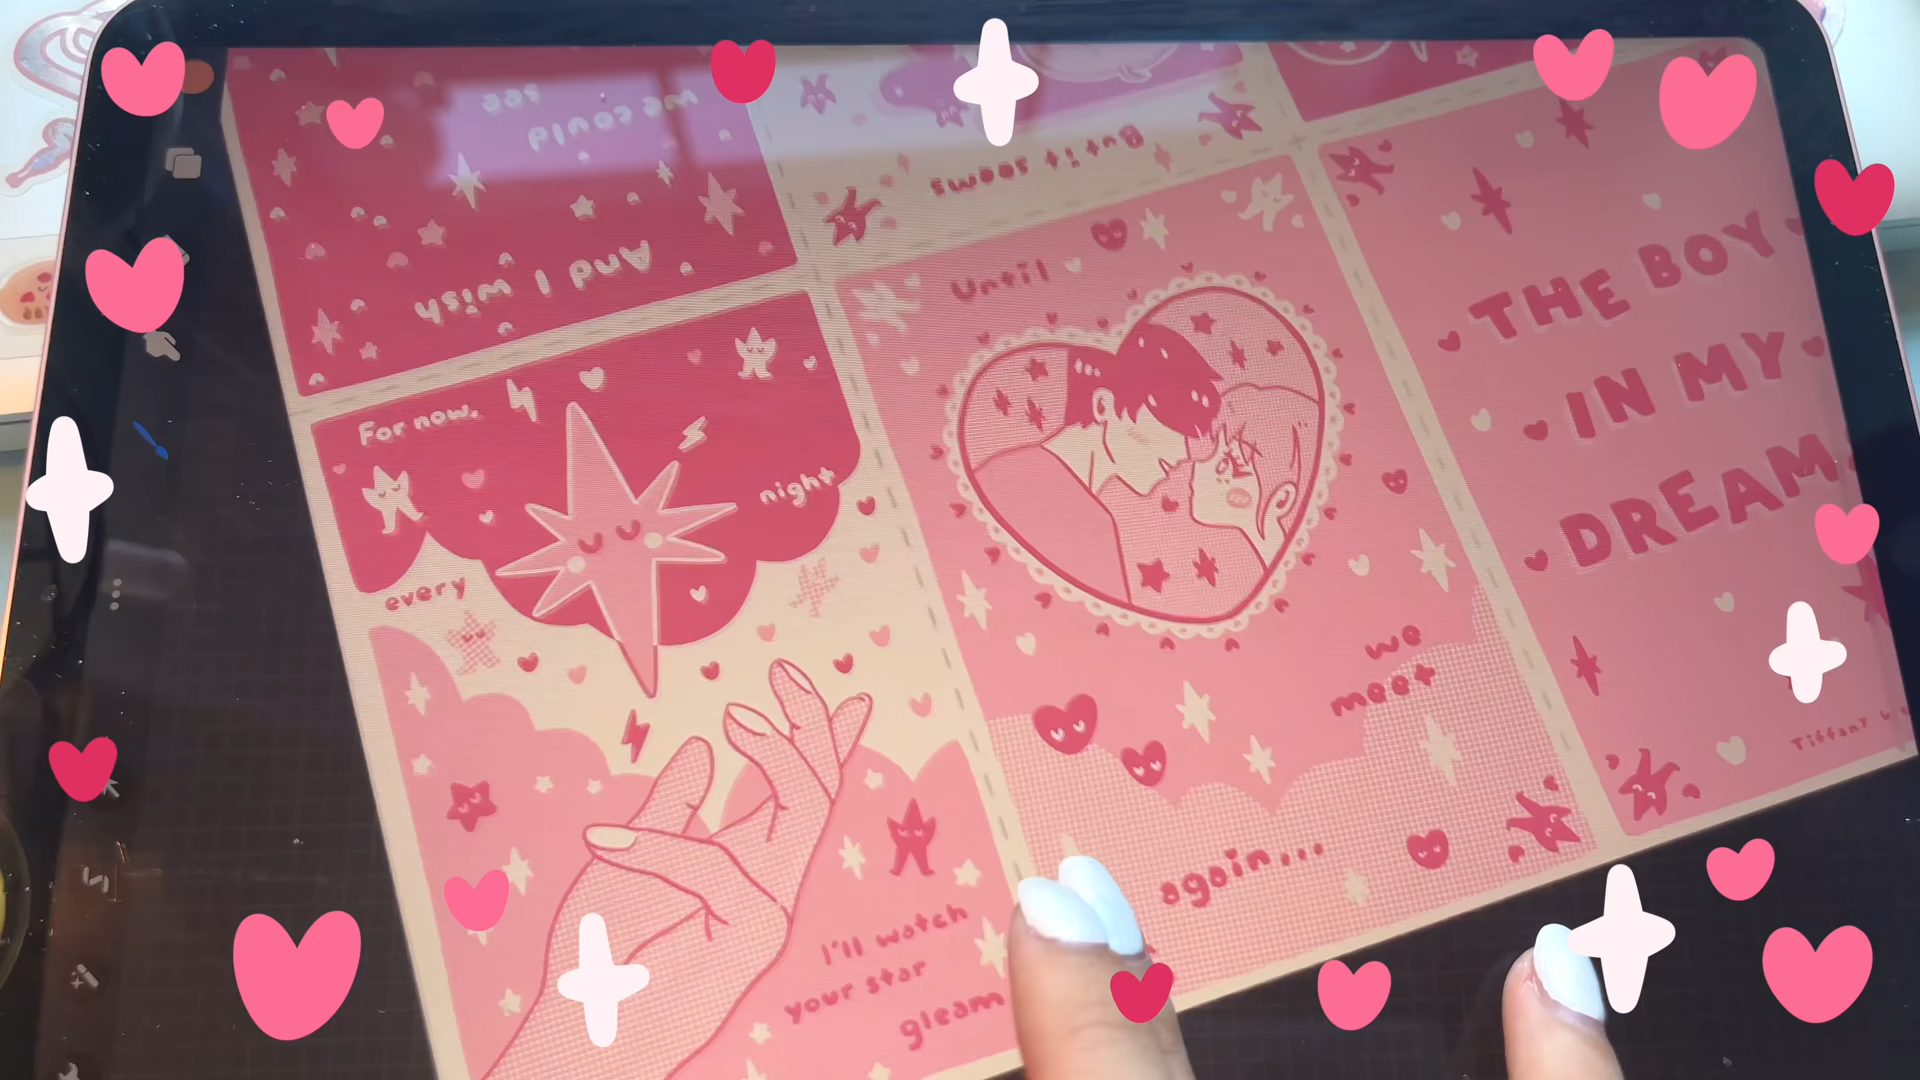 And I wish
we could
see
But it seems
For now,
every
night
I'll watch
your star
gleam
Until
we
meet
again...
THE BOY
IN MY
DREAM
Tiffany